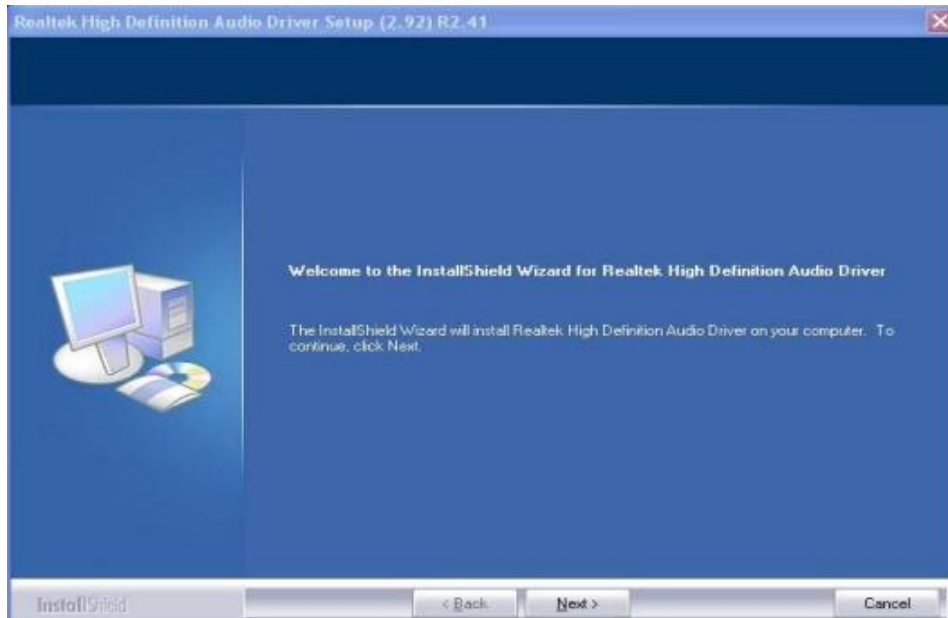 Realtek High Definition Audio Driver Setup (2.92) R2.41
Welcome to the InstallShield Wizard for Realtek High Definition Audio Driver
The InstallShield Wizard will install Realtek High Definition Audio Driver on your computer. To
continue, click Next.
InstallShield
< Back
Next >
Cancel